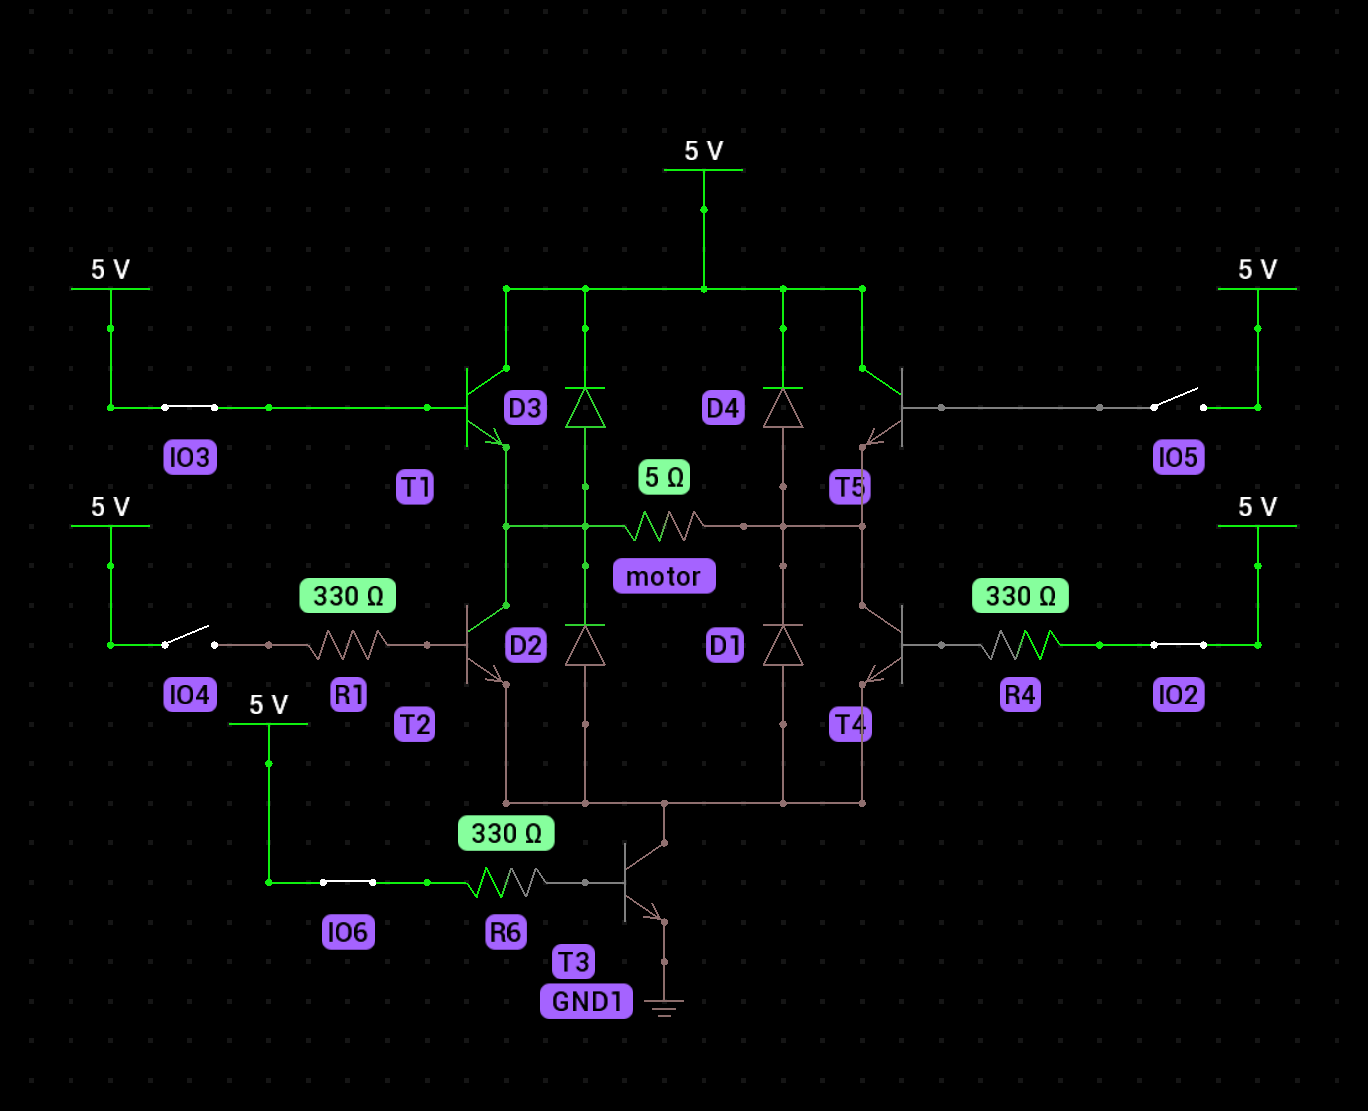 5 V
5 V
5 V
D3
D4
IO3
IO5
5 Ω
T1
T5
5 V
5 V
motor
330 Ω
330 Ω
D2
D1
IO4
R1
R4
IO2
5 V
T2
T4
330 Ω
IO6
R6
T3
GND1